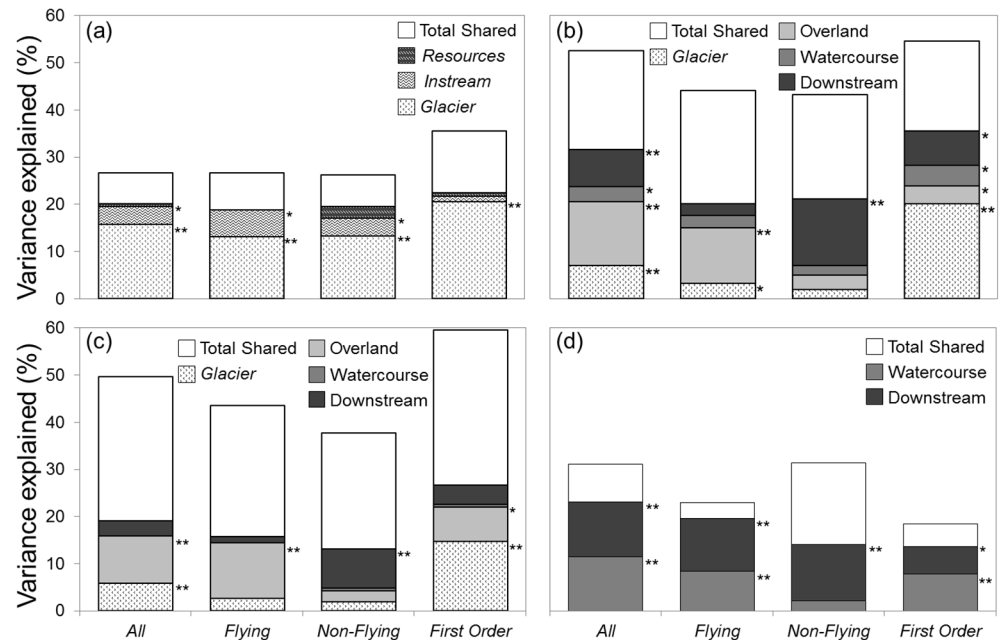 (a)
Variance explained (%)
60
50
40
30
20
10
0
Total Shared
Resources
Instream
Glacier
*
**
*
**
*
**
**
(b)
Total Shared
Glacier
Overland
Watercourse
Downstream
**
*
**
**
**
*
**
*
*
*
**
(c)
Variance explained (%)
60
50
40
30
20
10
0
Total Shared
Glacier
Overland
Watercourse
Downstream
**
**
**
**
*
**
All
Flying
Non-Flying
First Order
(d)
Total Shared
Watercourse
Downstream
**
**
**
**
**
*
**
All
Flying
Non-Flying
First Order